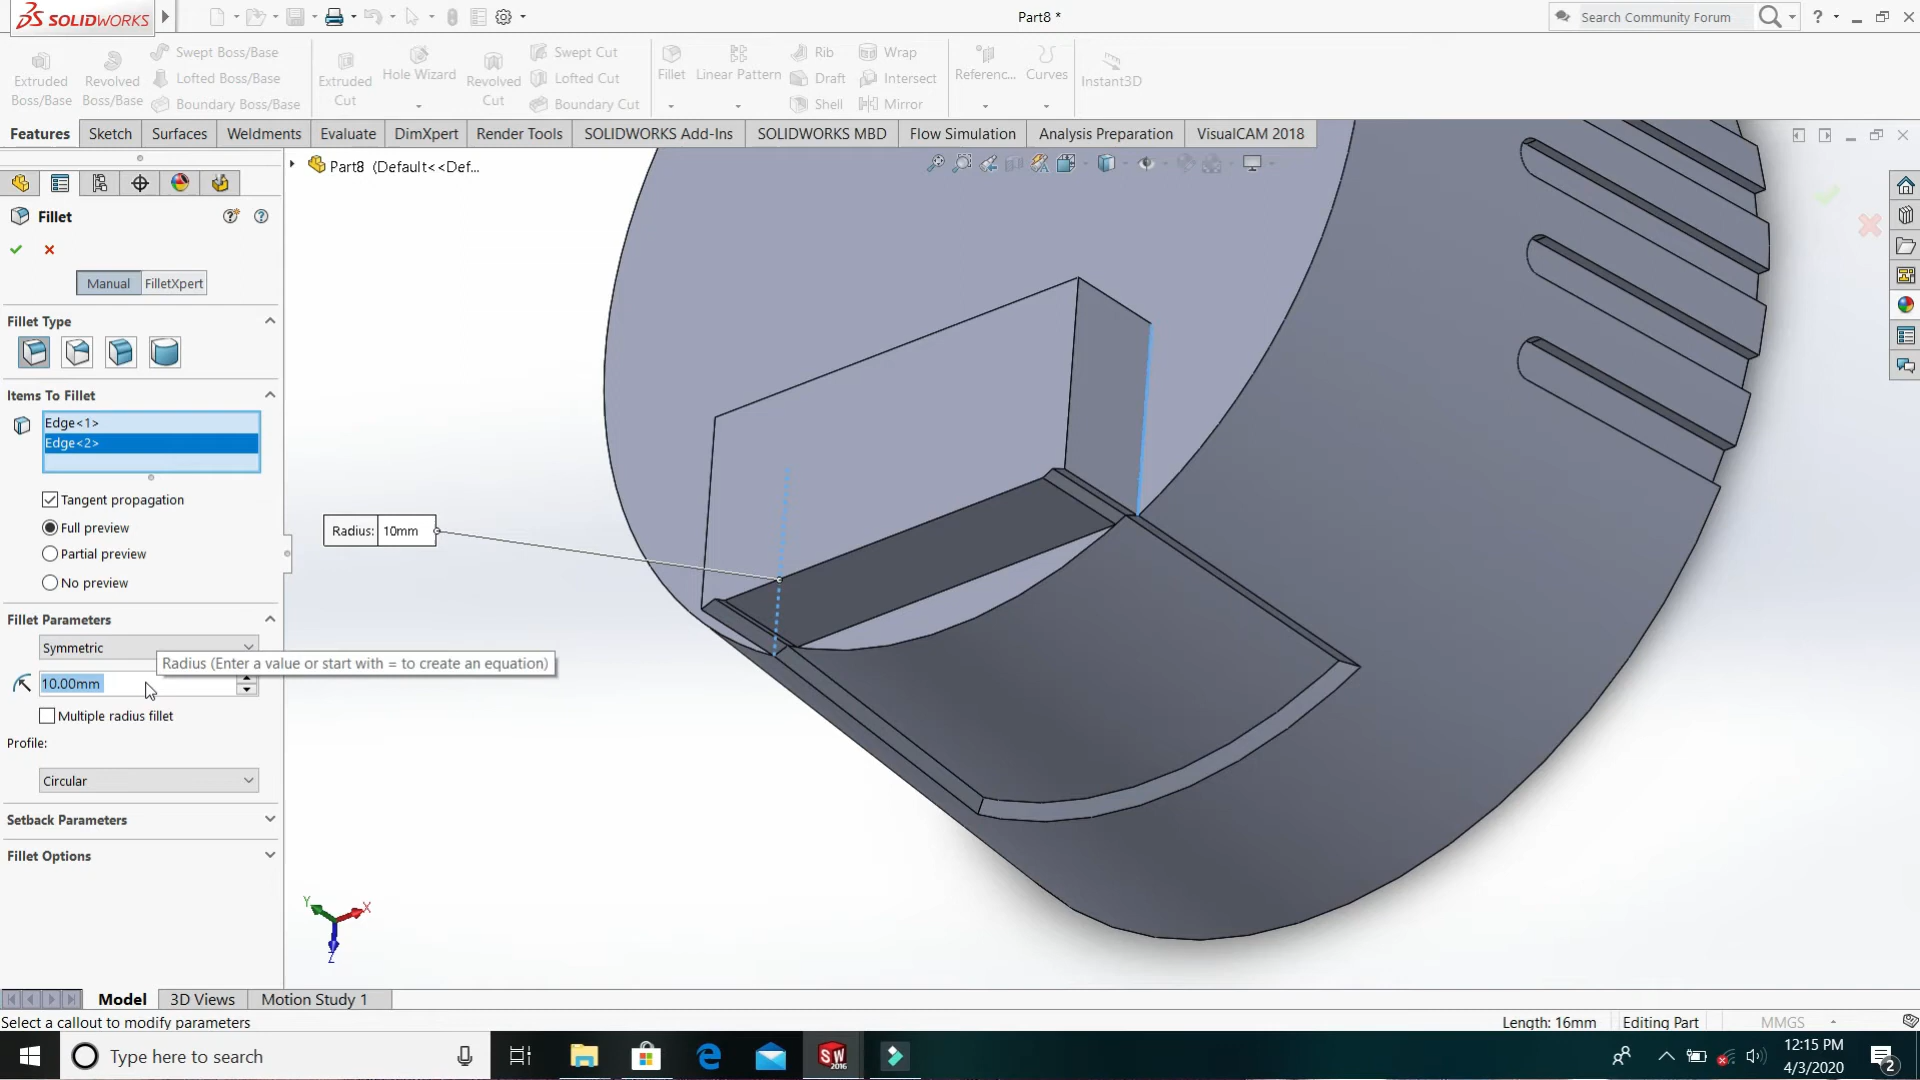 SOLIDWORKS
Part8 *
Search Community Forum
Extruded Boss/Base
Revolved Boss/Base
Swept Boss/Base
Lofted Boss/Base
Boundary Boss/Base
Extruded Cut
Hole Wizard
Revolved Cut
Swept Cut
Lofted Cut
Boundary Cut
Fillet
Linear Pattern
Rib
Draft
Shell
Wrap
Intersect
Mirror
Referenc...
Curves
Instant3D
Features
Sketch
Surfaces
Weldments
Evaluate
DimXpert
Render Tools
SOLIDWORKS Add-Ins
SOLIDWORKS MBD
Flow Simulation
Analysis Preparation
VisualCAM 2018
Part8 (Default<<Def...
Fillet
Manual
FilletXpert
Fillet Type
Items To Fillet
Edge<1>
Edge<2>
Tangent propagation
Full preview
Partial preview
No preview
Radius: 10mm
Fillet Parameters
Symmetric
Radius (Enter a value or start with = to create an equation)
10.00mm
Multiple radius fillet
Profile:
Circular
Setback Parameters
Fillet Options
Y
X
Z
Model
3D Views
Motion Study 1
Select a callout to modify parameters
Length: 16mm
Editing Part
MMGS
Type here to search
SW
2016
12:15 PM
4/3/2020
2